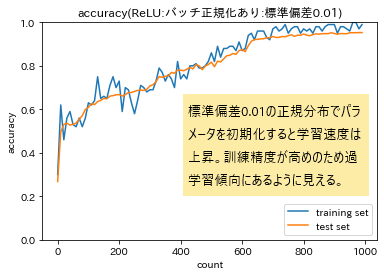 accuracy(ReLU:バッチ正規化あり:標準偏差0.01)
1.0
0.8
0.6
0.4
0.2
0.0
accuracy
標準偏差0.01の正規分布でパラ
メータを初期化すると学習速度は
上昇。訓練精度が高めのため過
学習傾向にあるように見える。
training set
test set
0 200 400 600 800 1000
count